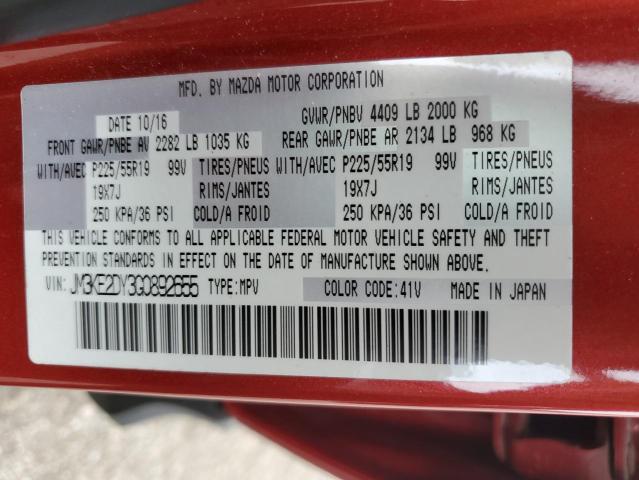 MFD. BY MAZDA MOTOR CORPORATION
DATE 10/16 GVWR/PNBV 4409 LB 2000 KG
FRONT GAWR/PNBE AV 2282 LB 1035 KG REAR GAWR/PNBE AR 2134 LB 968 KG
WITH/AVEC P225/55R19 99V TIRES/PNEUS WITH/AVEC P225/55R19 99V TIRES/PNEUS
19X7J RIMS/JANTES 19X7J RIMS/JANTES
250 KPA/36 PSI COLD/A FROID 250 KPA/36 PSI COLD/A FROID
THIS VEHICLE CONFORMS TO ALL APPLICABLE FEDERAL MOTOR VEHICLE SAFETY AND THEFT
PREVENTION STANDARDS IN EFFECT ON THE DATE OF MANUFACTURE SHOWN ABOVE.
VIN: JM3KE2DY3G0892655 TYPE:MPV COLOR CODE:41V MADE IN JAPAN